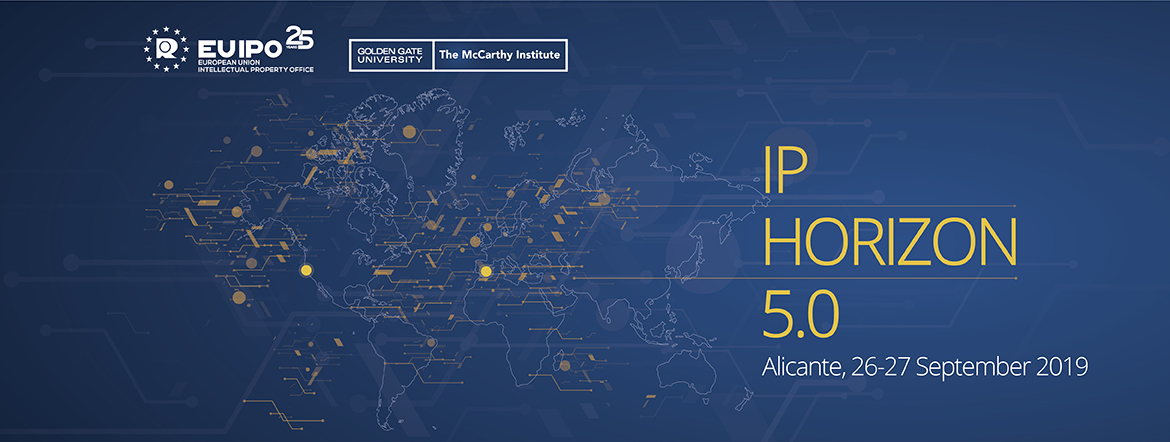 R
EUIPO 25
YEARS
EUROPEAN UNION
INTELLECTUAL PROPERTY OFFICE
GOLDEN GATE
UNIVERSITY
The McCarthy Institute
IP
HORIZON
5.0
Alicante, 26-27 September 2019